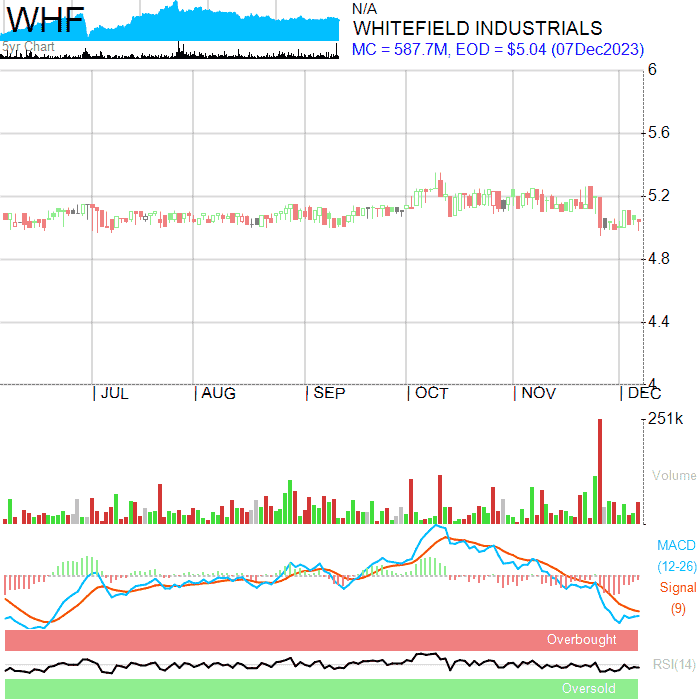 WHF
5yr Chart
N/A
WHITEFIELD INDUSTRIALS
MC = 587.7M, EOD = $5.04 (07Dec2023)
6
5.6
5.2
4.8
4.4
4
JUL AUG SEP OCT NOV DEC
251k
Volume
MACD
(12-26)
Signal
(9)
Overbought
RSI(14)
Oversold